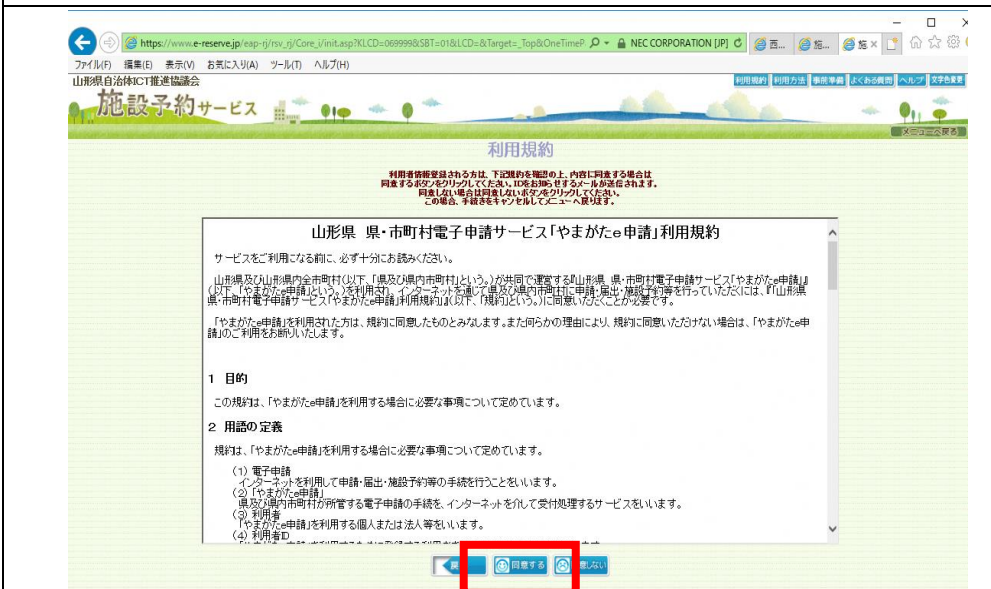 https://www.e-reserve.jp/eap-rj/rsv_rj/Core_i/init.asp?KLCD=069999&SBT=01&LCD=&Target=_Top&OneTimeP
NEC CORPORATION [JP]
西...
施...
施
ファイル(F) 編集(E) 表示(V) お気に入り(A) ツール(T) ヘルプ(H)
山形県自治体ICT推進協議会
利用規約 利用方法 事前準備 よくある質問 ヘルプ 文字色変更
施設予約サービス
メニューへ戻る
利用規約
利用者情報登録される方は、下記規約を確認の上、内容に同意する場合は
同意するボタンをクリックしてください。IDをお知らせするメールが送信されます。
同意しない場合は同意しないボタンをクリックしてください。
この場合、手続きをキャンセルしてメニューへ戻ります。
山形県 県・市町村電子申請サービス「やまがたe申請」利用規約
サービスをご利用になる前に、必ず十分にお読みください。
山形県及び山形県内全市町村(以下、「県及び県内市町村」という。)が共同で運営する『山形県 県・市町村電子申請サービス「やまがたe申請」』
(以下、「やまがたe申請」という。)を利用され、インターネットを通じて県及び県内市町村に申請・届出・施設予約等を行っていただくには、『「山形県
県・市町村電子申請サービス「やまがたe申請」利用規約」』(以下、「規約」という。)に同意いただくことが必要です。
「やまがたe申請」を利用された方は、規約に同意したものとみなします。また何らかの理由により、規約に同意いただけない場合は、「やまがたe申
請」のご利用をお断りいたします。
1 目的
この規約は、「やまがたe申請」を利用する場合に必要な事項について定めています。
2 用語の定義
規約は、「やまがたe申請」を利用する場合に必要な事項について定めています。
(1) 電子申請
インターネットを利用して申請・届出・施設予約等の手続を行うことをいいます。
(2) 「やまがたe申請」
県及び県内市町村が所管する電子申請の手続を、インターネットを介して受付処理するサービスをいいます。
(3) 利用者
「やまがたe申請」を利用する個人または法人等をいいます。
(4) 利用者ID
戻 同意する 意しない